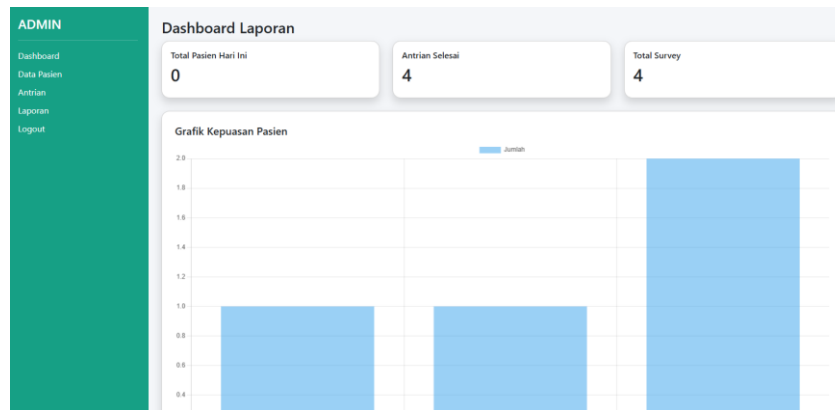 ADMIN
Dashboard
Data Pasien
Antrian
Laporan
Logout
Dashboard Laporan
Total Pasien Hari Ini
0
Antrian Selesai
4
Total Survey
4
Grafik Kepuasan Pasien
Jumlah
2.0
1.8
1.6
1.4
1.2
1.0
0.8
0.6
0.4